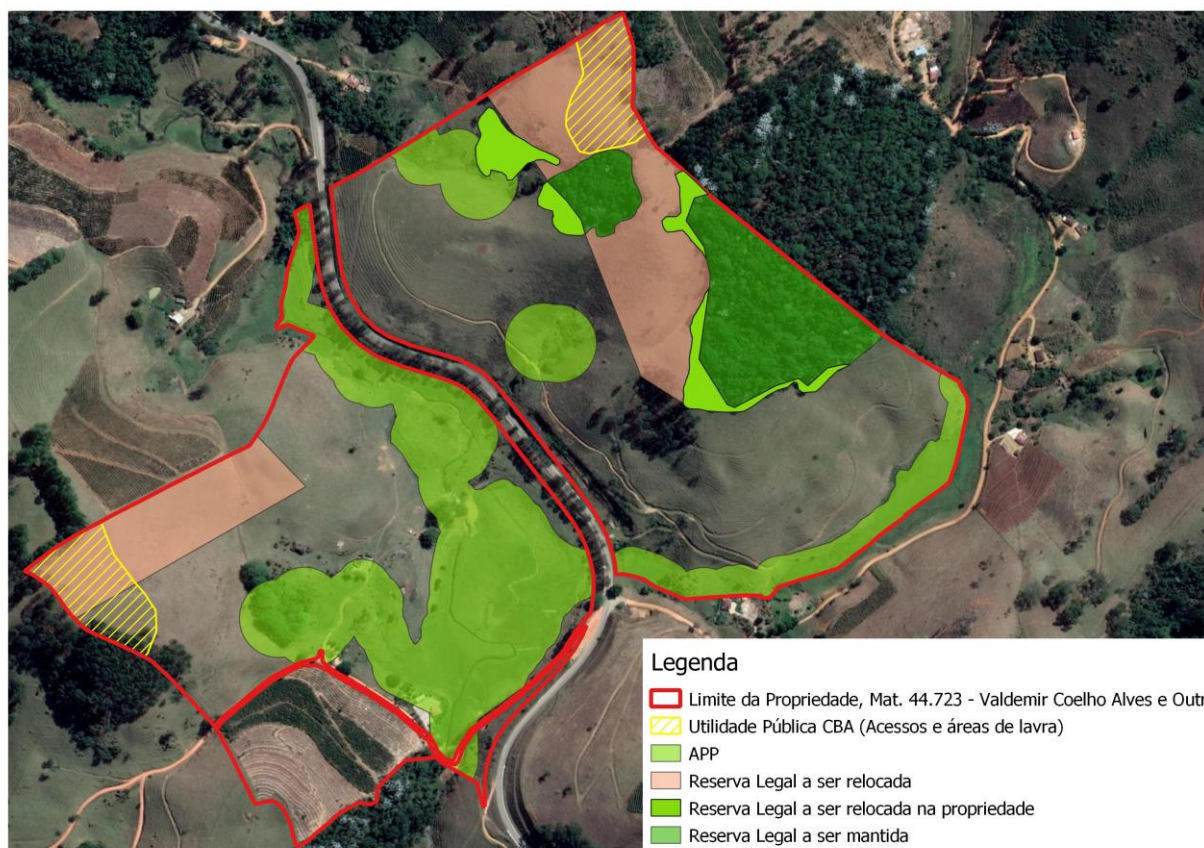 Legenda
Limite da Propriedade, Mat. 44.723 - Valdemir Coelho Alves e Outr
Utilidade Pública CBA (Acessos e áreas de lavra)
APP
Reserva Legal a ser relocada
Reserva Legal a ser relocada na propriedade
Reserva Legal a ser mantida